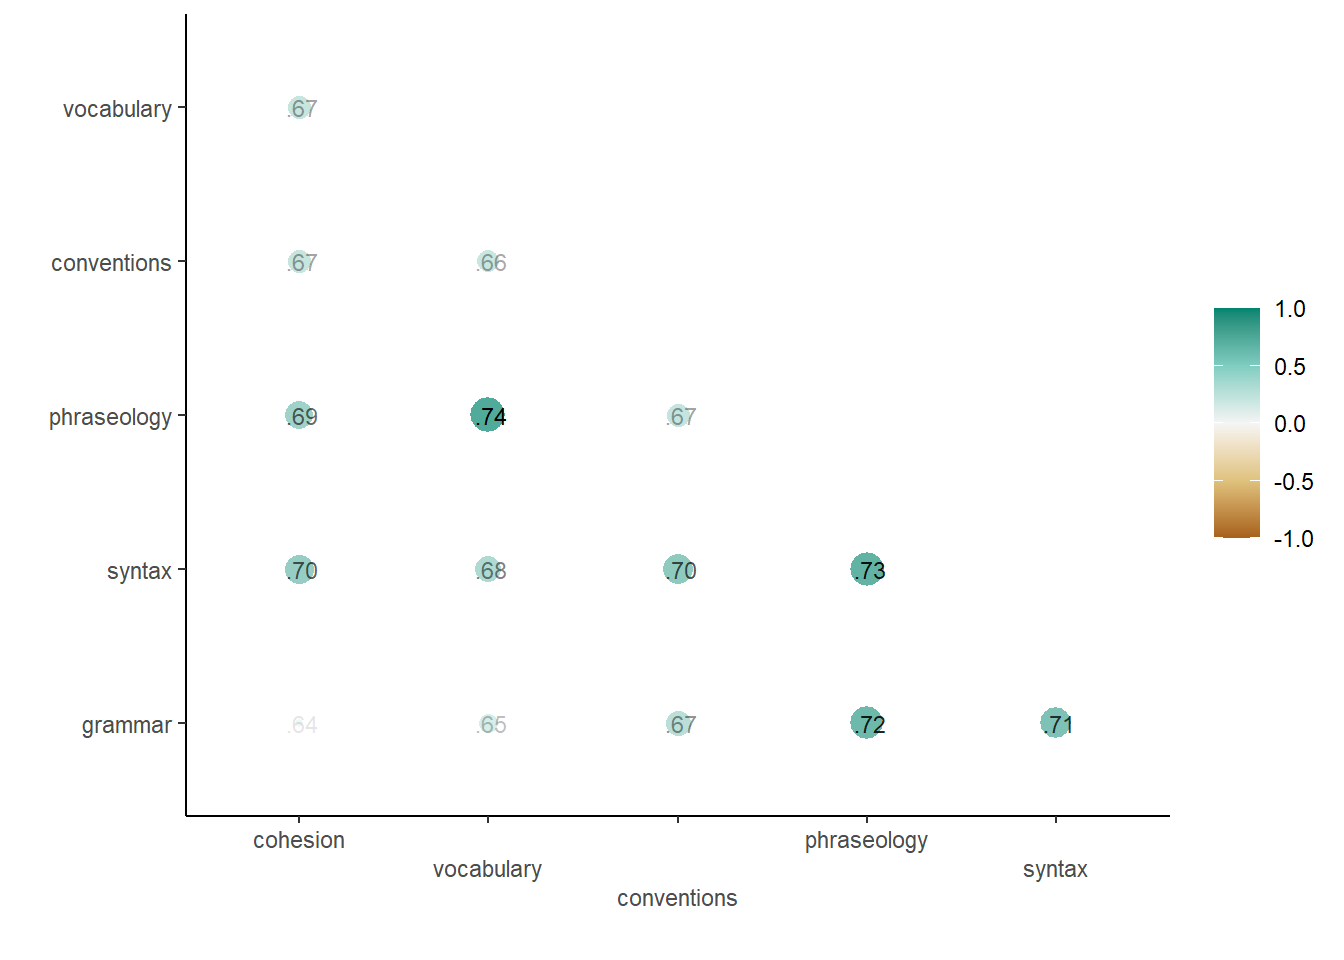 vocabulary .67
conventions .67 .66
phraseology .69 .74 .67
syntax .70 .68 .70 .73
grammar .64 .65 .67 .72 .71
cohesion phraseology
vocabulary syntax
conventions
1.0
0.5
0.0
-0.5
-1.0